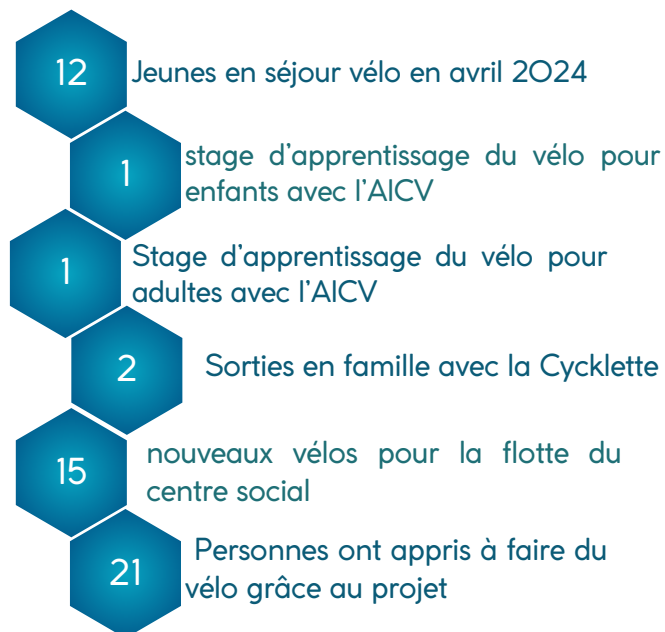 12
Jeunes en séjour vélo en avril 2024
1
stage d'apprentissage du vélo pour
enfants avec l'AICV
1
Stage d'apprentissage du vélo pour
adultes avec l'AICV
2
Sorties en famille avec la Cycklette
15
nouveaux vélos pour la flotte du
centre social
21
Personnes ont appris à faire du
vélo grâce au projet